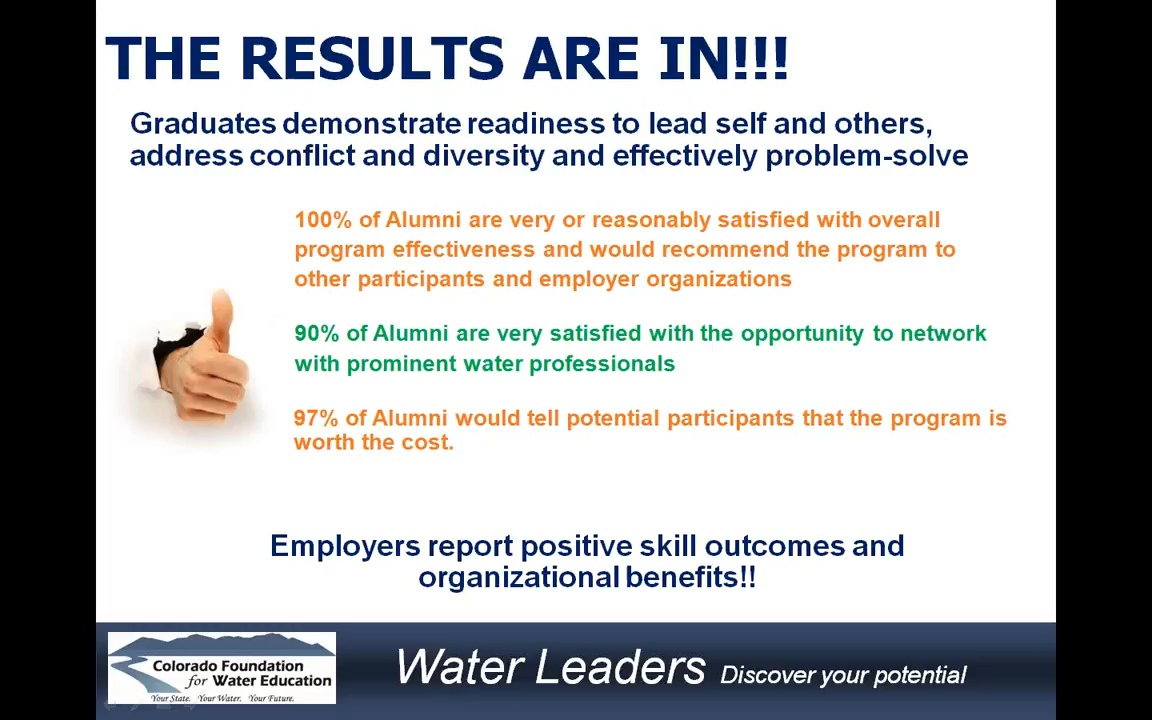 THE RESULTS ARE IN!!!
Graduates demonstrate readiness to lead self and others,
address conflict and diversity and effectively problem-solve
100% of Alumni are very or reasonably satisfied with overall
program effectiveness and would recommend the program to
other participants and employer organizations
90% of Alumni are very satisfied with the opportunity to network
with prominent water professionals
97% of Alumni would tell potential participants that the program is
worth the cost.
Employers report positive skill outcomes and
organizational benefits!!
Colorado Foundation
for Water Education
Your State. Your Water. Your Future.
Water Leaders Discover your potential